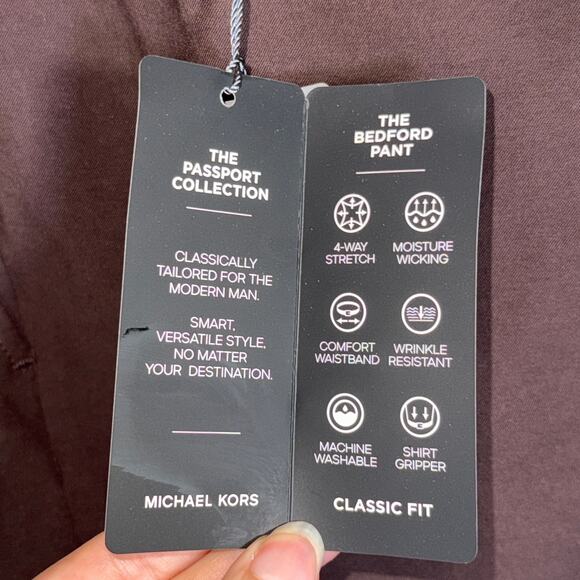 THE
PASSPORT
COLLECTION
CLASSICALLY
TAILORED FOR THE
MODERN MAN.
SMART,
VERSATILE STYLE,
NO MATTER
YOUR DESTINATION.
MICHAEL KORS
THE
BEDFORD
PANT
4-WAY
STRETCH
MOISTURE
WICKING
COMFORT
WAISTBAND
WRINKLE
RESISTANT
MACHINE
WASHABLE
SHIRT
GRIPPER
CLASSIC FIT